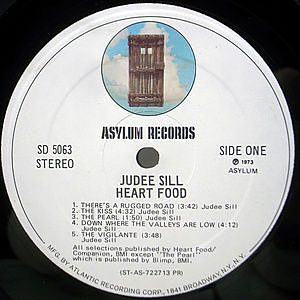 ASYLUM RECORDS
SD 5063
STEREO
SIDE ONE
℗ 1973
ASYLUM
JUDEE SILL
HEART FOOD
1. THERE'S A RUGGED ROAD (3:42) Judee Sill
2. THE KISS (4:32) Judee Sill
3. THE PEARL (1:50) Judee Sill
4. DOWN WHERE THE VALLEYS ARE LOW (4:12)
Judee Sill
5. THE VIGILANTE (3:48)
Judee Sill
All selections published by Heart Food/
Companion, BMI except "The Pearl"
which is published by Blimp, BMI.
(ST-AS-722713 PR)
MFG. BY ATLANTIC RECORDING CORP., 1841 BROADWAY, N.Y., N.Y.